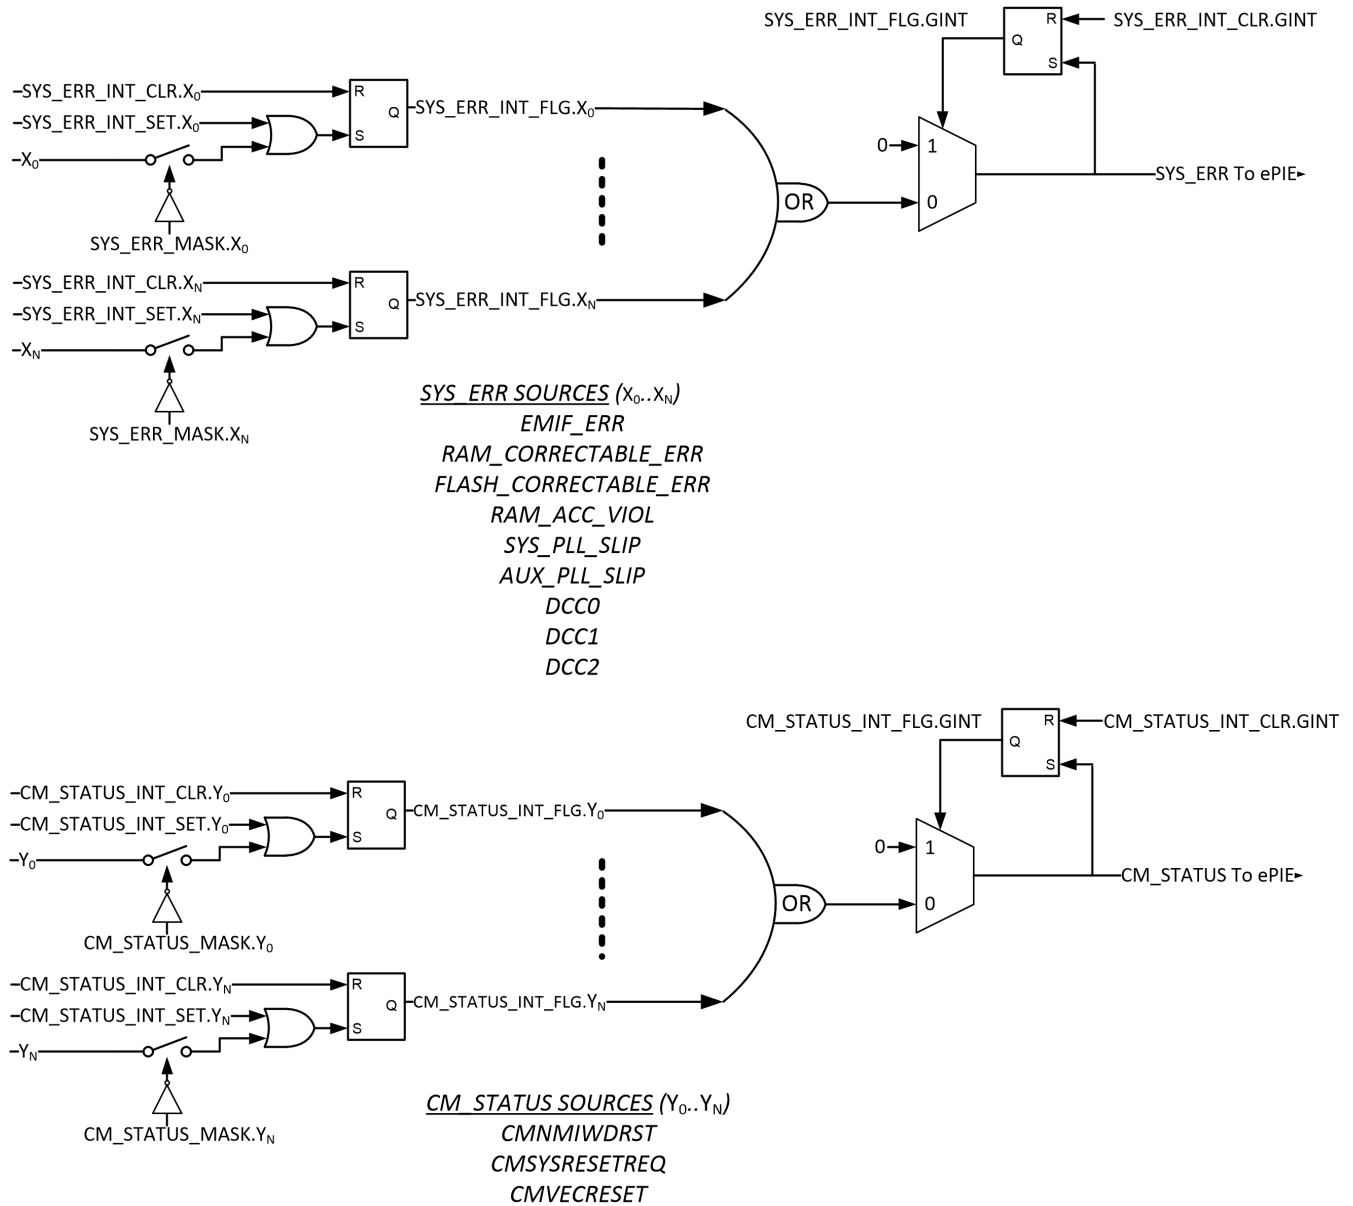 SYS_ERR_INT_FLG.GINT
R
SYS_ERR_INT_CLR.GINT
Q
S
SYS_ERR_INT_CLR.X0
R
SYS_ERR_INT_SET.X0
Q
SYS_ERR_INT_FLG.X0
S
X0
0
1
SYS_ERR To ePIE
OR
0
SYS_ERR_MASK.X0
SYS_ERR_INT_CLR.XN
R
SYS_ERR_INT_SET.XN
Q
SYS_ERR_INT_FLG.XN
S
XN
SYS_ERR_MASK.XN
SYS_ERR SOURCES (X0..XN)
EMIF_ERR
RAM_CORRECTABLE_ERR
FLASH_CORRECTABLE_ERR
RAM_ACC_VIOL
SYS_PLL_SLIP
AUX_PLL_SLIP
DCC0
DCC1
DCC2
CM_STATUS_INT_FLG.GINT
R
CM_STATUS_INT_CLR.GINT
Q
S
CM_STATUS_INT_CLR.Y0
R
CM_STATUS_INT_SET.Y0
Q
CM_STATUS_INT_FLG.Y0
S
Y0
0
1
CM_STATUS To ePIE
OR
0
CM_STATUS_MASK.Y0
CM_STATUS_INT_CLR.YN
R
CM_STATUS_INT_SET.YN
Q
CM_STATUS_INT_FLG.YN
S
YN
CM_STATUS_MASK.YN
CM_STATUS SOURCES (Y0..YN)
CMNMIWDRST
CMSYSRESETREQ
CMVECRESET